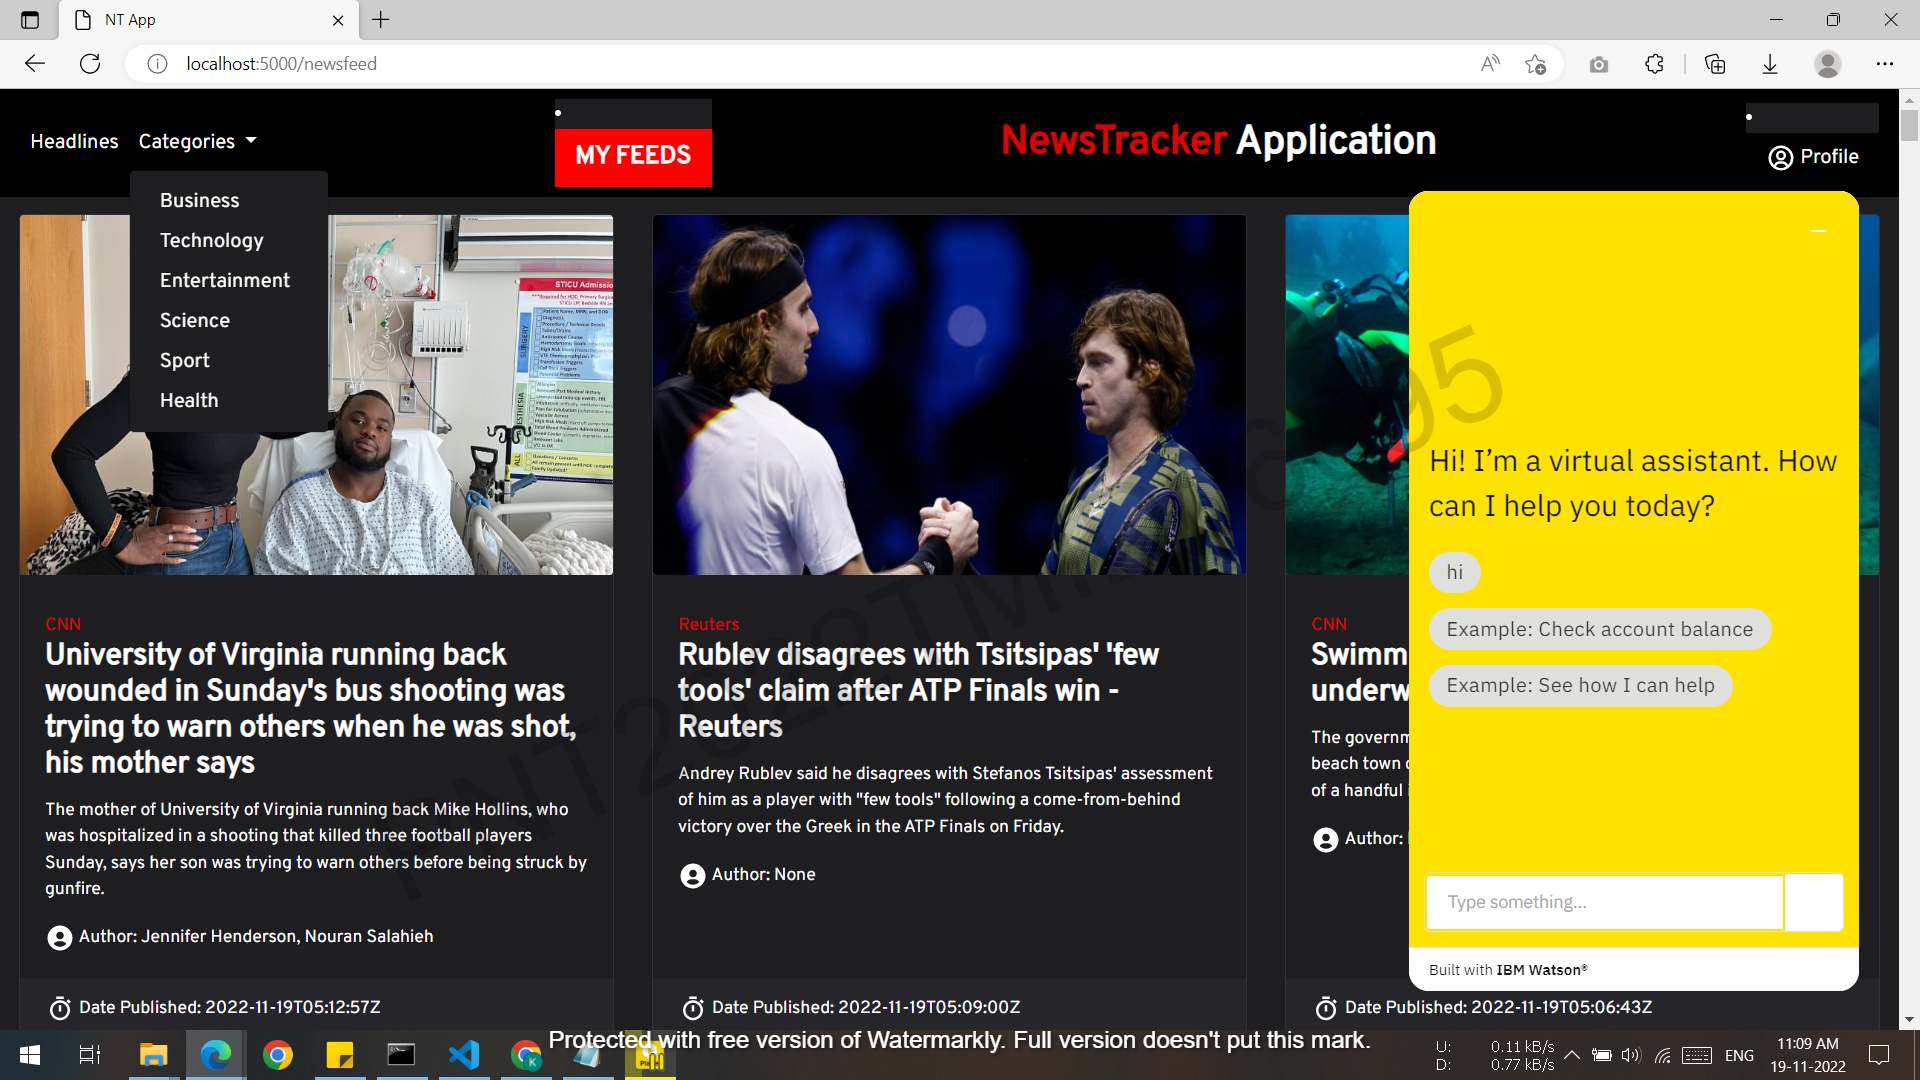 NT App
localhost:5000/newsfeed
Headlines
Categories
MY FEEDS
NewsTracker Application
Profile
Business
Technology
Entertainment
Science
Sport
Health
STICU Admissio
SURGERY
ALL
CNN
University of Virginia running back
wounded in Sunday's bus shooting was
trying to warn others when he was shot,
his mother says
The mother of University of Virginia running back Mike Hollins, who
was hospitalized in a shooting that killed three football players
Sunday, says her son was trying to warn others before being struck by
gunfire.
Author: Jennifer Henderson, Nouran Salahieh
Date Published: 2022-11-19T05:12:57Z
Reuters
Rublev disagrees with Tsitsipas' 'few
tools' claim after ATP Finals win -
Reuters
Andrey Rublev said he disagrees with Stefanos Tsitsipas' assessment
of him as a player with "few tools" following a come-from-behind
victory over the Greek in the ATP Finals on Friday.
Author: None
Date Published: 2022-11-19T05:09:00Z
CNN
Swimm
underw
The governm
beach town
of a handful
Author:
Date Published: 2022-11-19T05:06:43Z
Hi! I’m a virtual assistant. How
can I help you today?
hi
Example: Check account balance
Example: See how I can help
Type something...
Built with IBM Watson®
Protected with free version of Watermarkly. Full version doesn't put this mark.
U: 0.11 kB/s
D: 0.77 kB/s
ENG
11:09 AM
19-11-2022